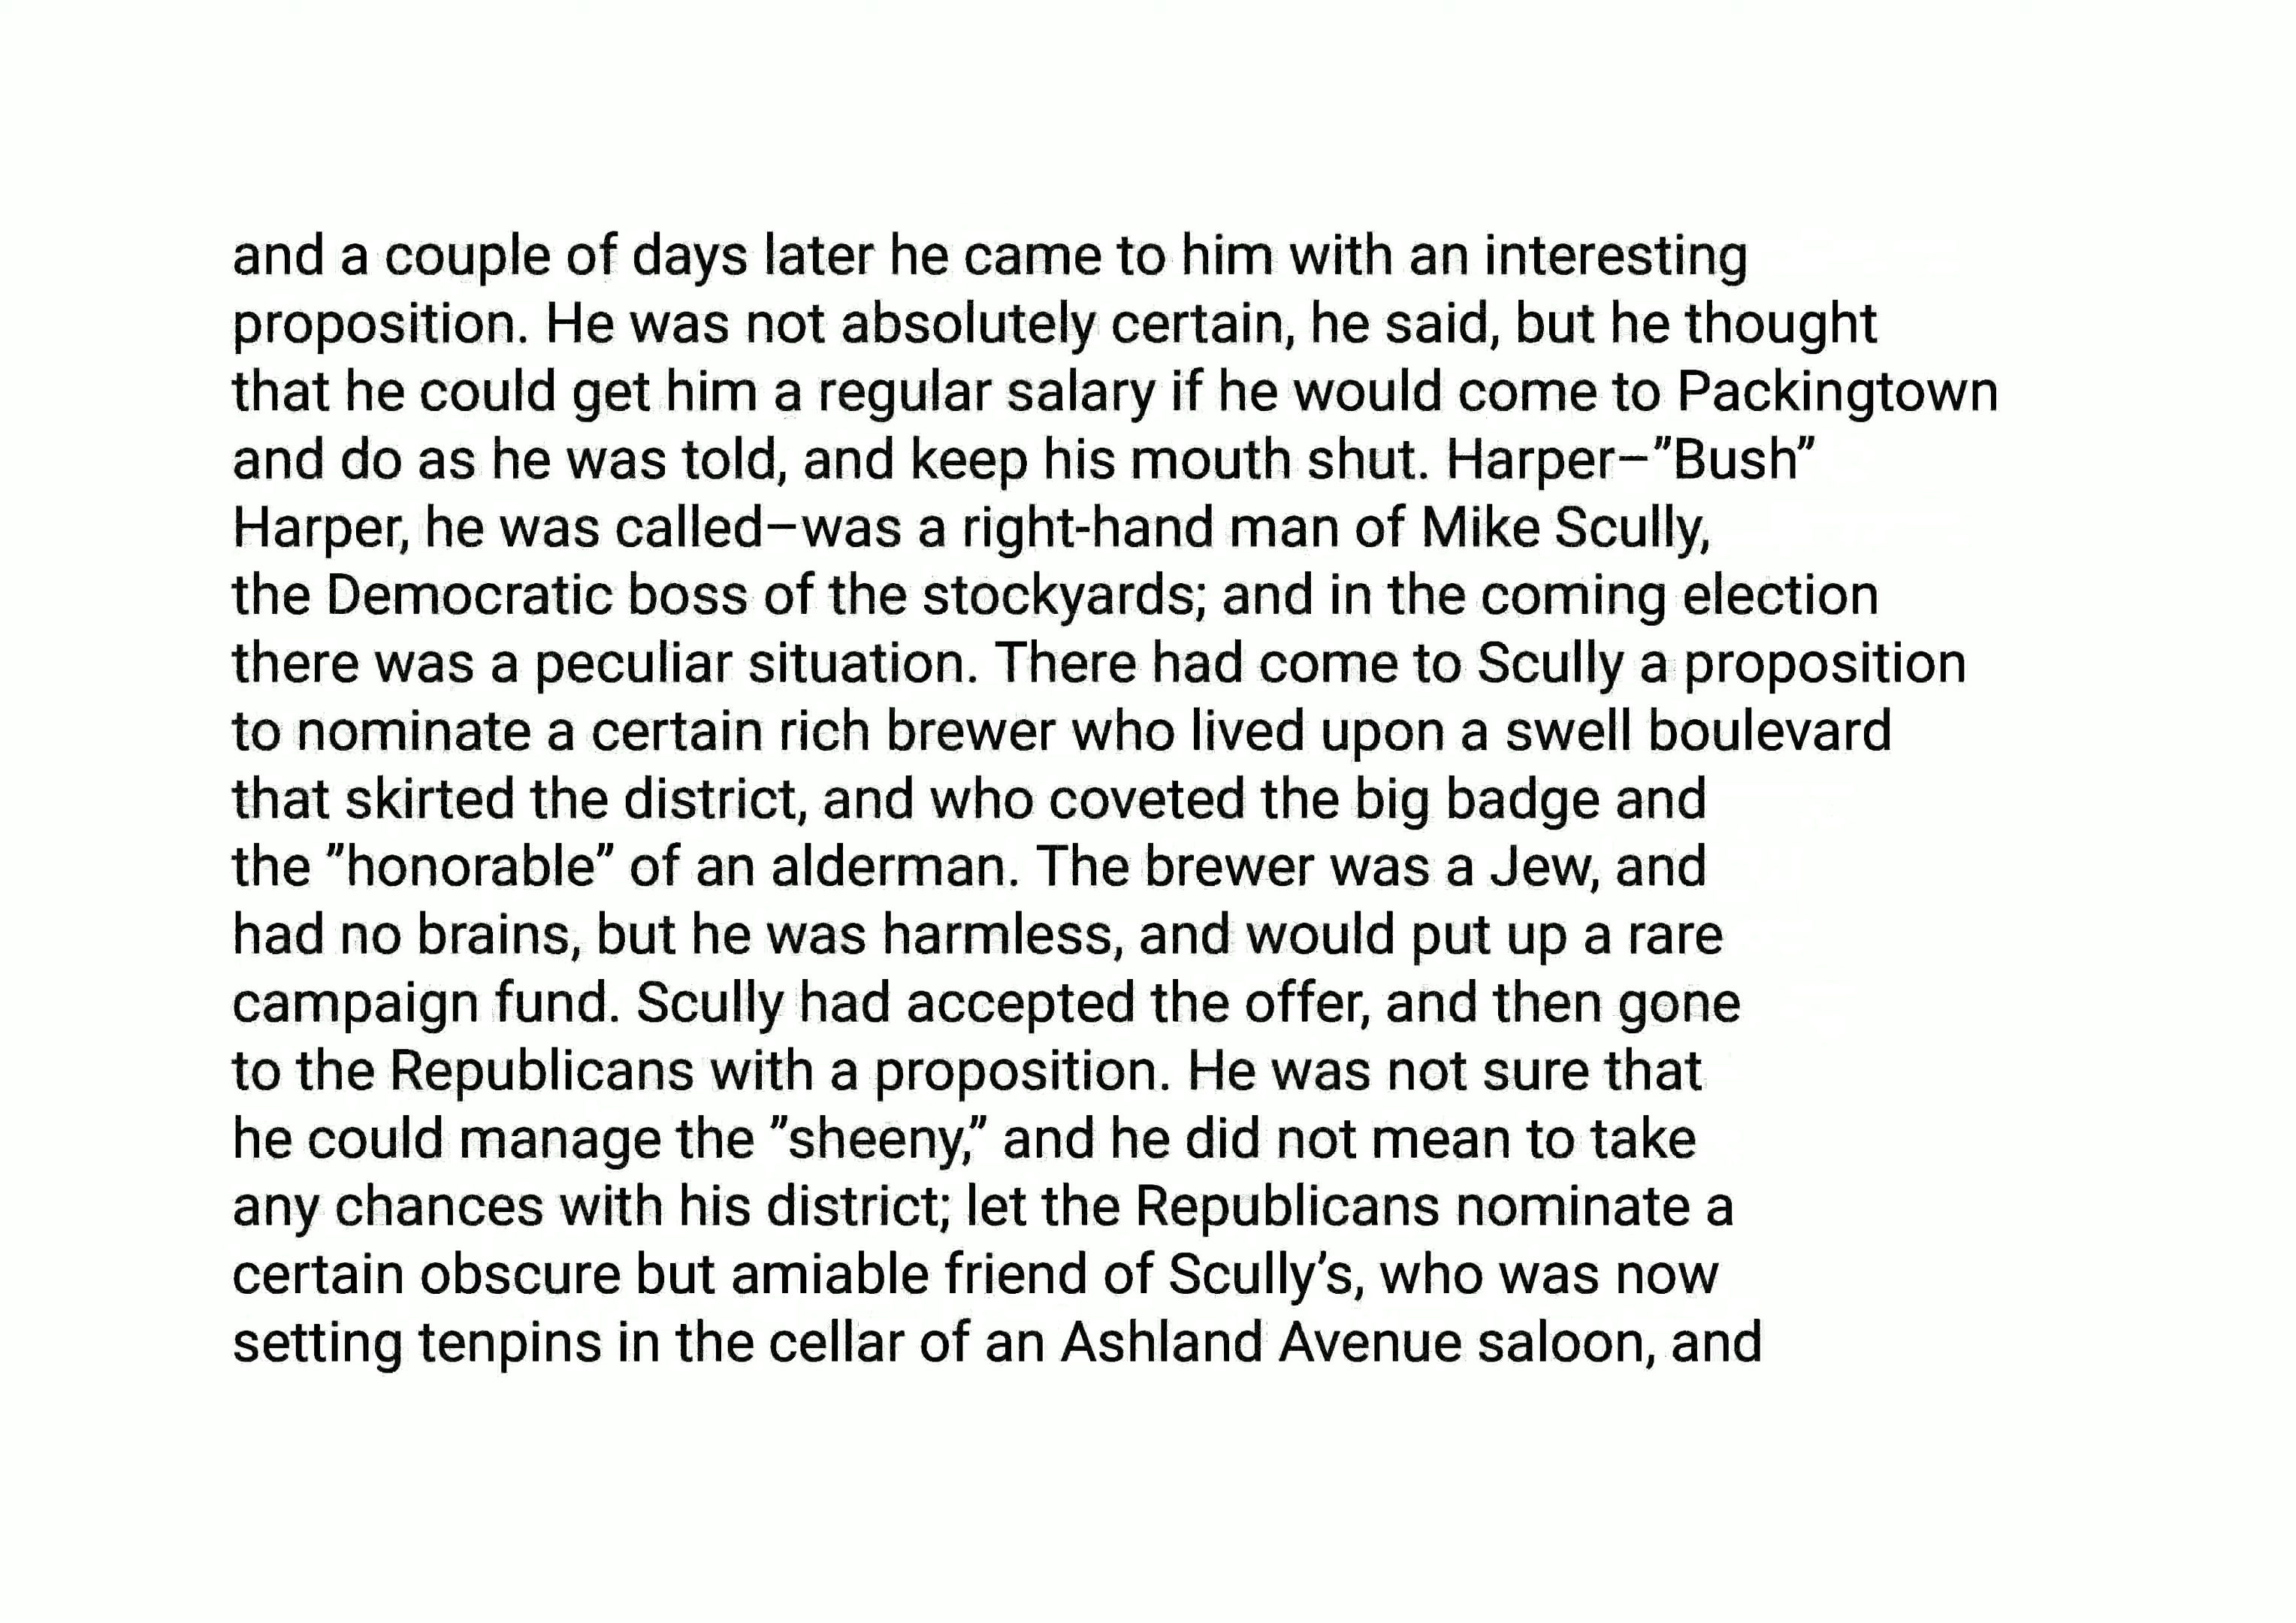 and a couple of days later he came to him with an interesting
proposition. He was not absolutely certain, he said, but he thought
that he could get him a regular salary if he would come to Packingtown
and do as he was told, and keep his mouth shut. Harper–”Bush”
Harper, he was called–was a right-hand man of Mike Scully,
the Democratic boss of the stockyards; and in the coming election
there was a peculiar situation. There had come to Scully a proposition
to nominate a certain rich brewer who lived upon a swell boulevard
that skirted the district, and who coveted the big badge and
the ”honorable” of an alderman. The brewer was a Jew, and
had no brains, but he was harmless, and would put up a rare
campaign fund. Scully had accepted the offer, and then gone
to the Republicans with a proposition. He was not sure that
he could manage the ”sheeny,” and he did not mean to take
any chances with his district; let the Republicans nominate a
certain obscure but amiable friend of Scully’s, who was now
setting tenpins in the cellar of an Ashland Avenue saloon, and